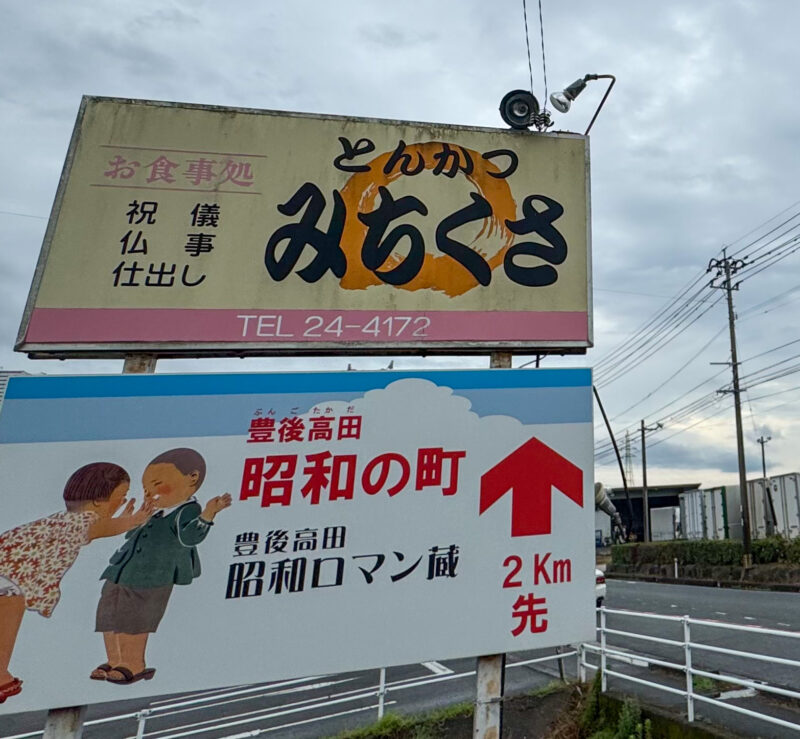 お食事処
祝儀
仏事
仕出し
とんかつ
みちくさ
TEL 24-4172
ぶんごたかだ
豊後高田
昭和の町
豊後高田
昭和ロマン蔵
2Km
先